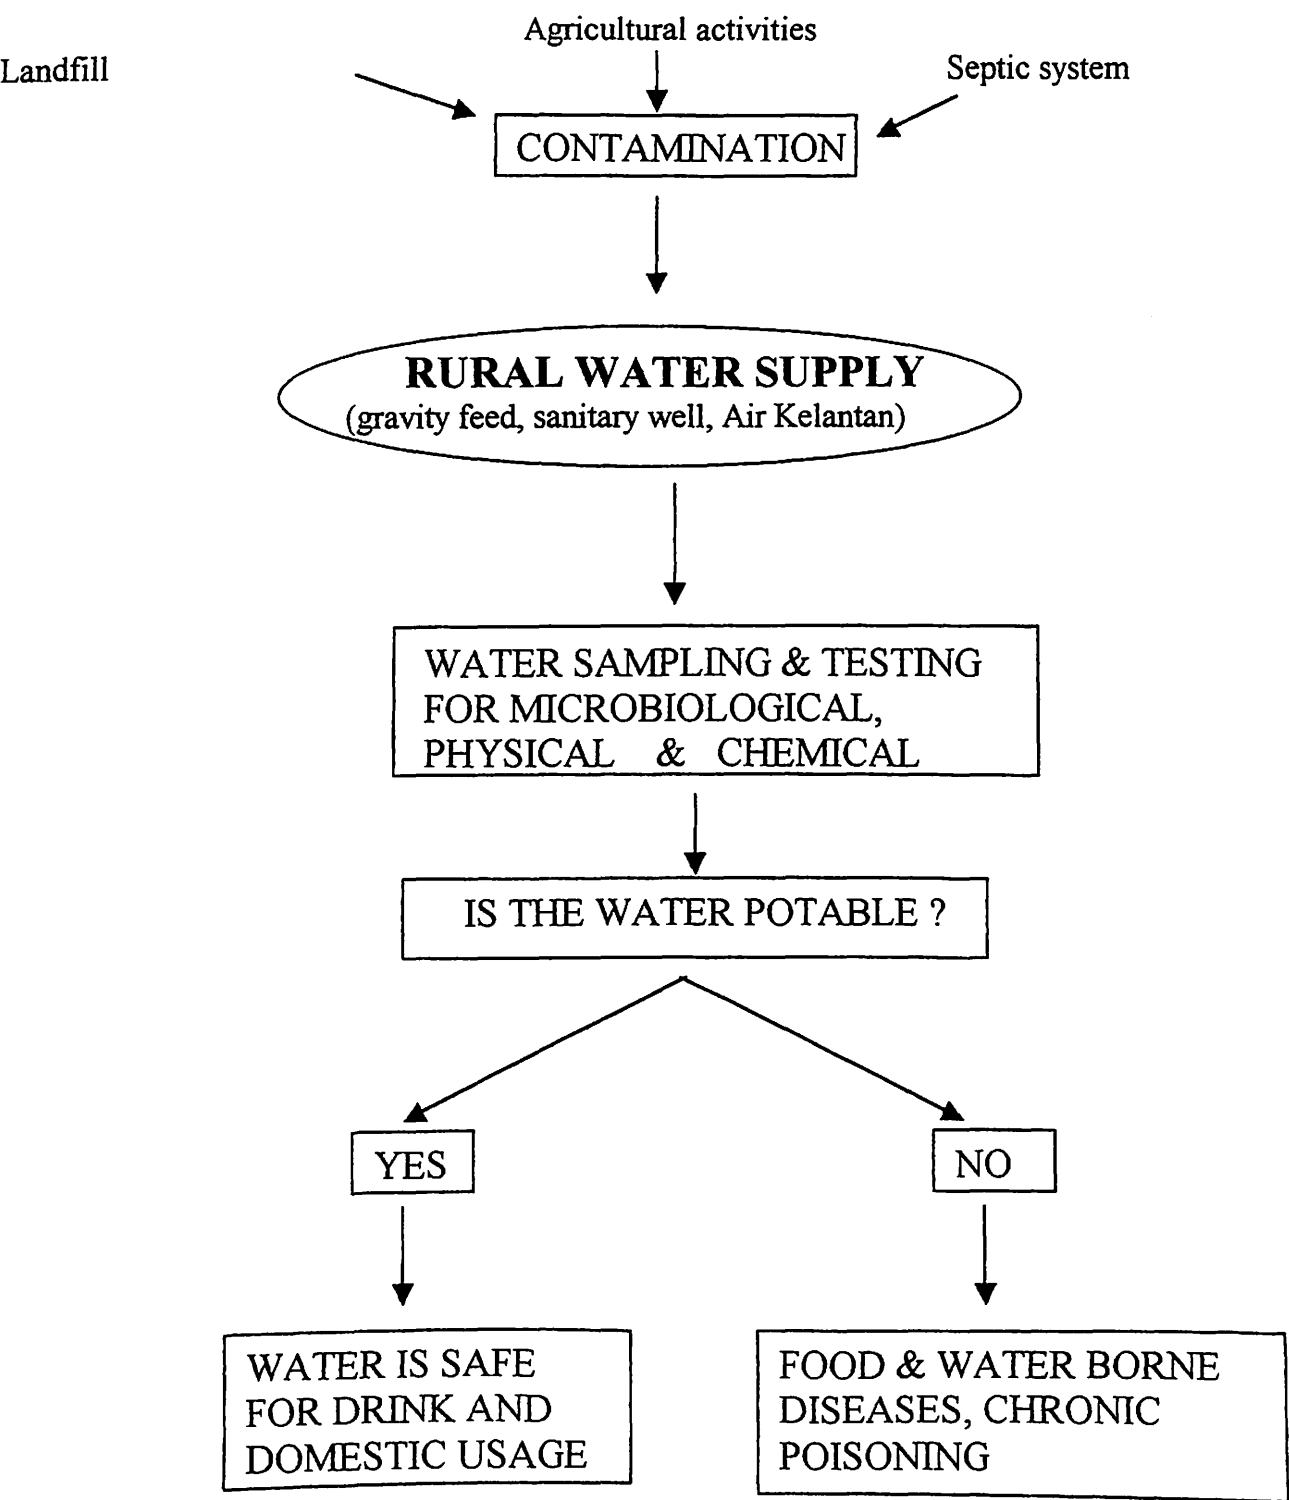 Agricultural activities
Landfill
Septic system
CONTAMINATION
RURAL WATER SUPPLY
(gravity feed, sanitary well, Air Kelantan)
WATER SAMPLING & TESTING
FOR MICROBIOLOGICAL,
PHYSICAL & CHEMICAL
IS THE WATER POTABLE ?
YES
NO
WATER IS SAFE
FOR DRINK AND
DOMESTIC USAGE
FOOD & WATER BORNE
DISEASES, CHRONIC
POISONING